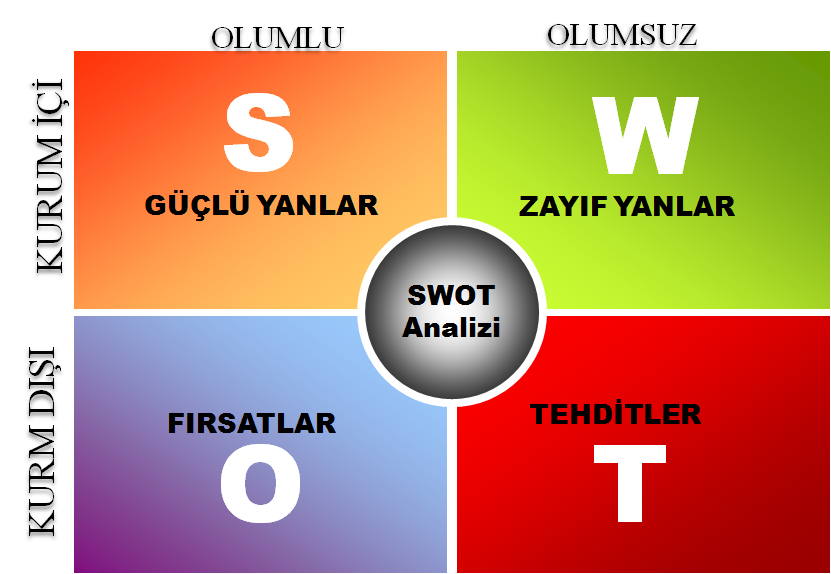 OLUMLU
OLUMSUZ
KURUM İÇİ
S
GÜÇLÜ YANLAR
W
ZAYIF YANLAR
SWOT
Analizi
KURM DIŞI
FIRSATLAR
O
TEHDİTLER
T